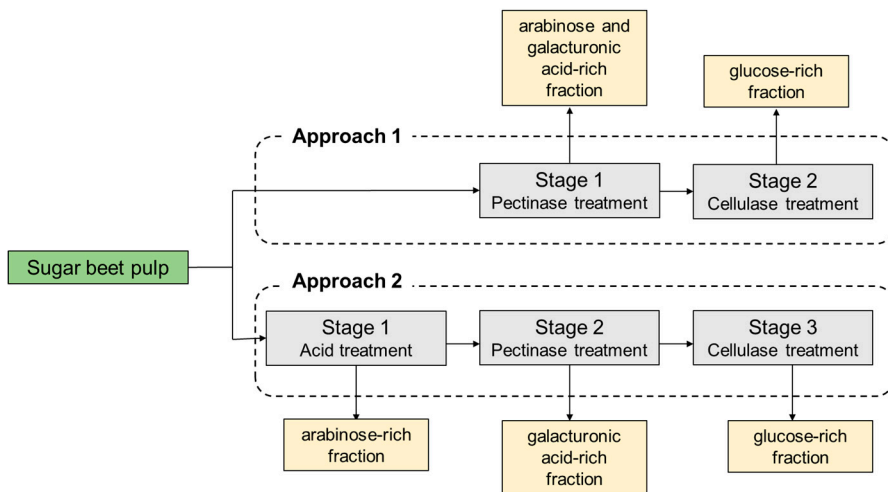 arabinose and
galacturonic
acid-rich
fraction
glucose-rich
fraction
Approach 1
Stage 1
Pectinase treatment
Stage 2
Cellulase treatment
Sugar beet pulp
Approach 2
Stage 1
Acid treatment
Stage 2
Pectinase treatment
Stage 3
Cellulase treatment
arabinose-rich
fraction
galacturonic
acid-rich
fraction
glucose-rich
fraction